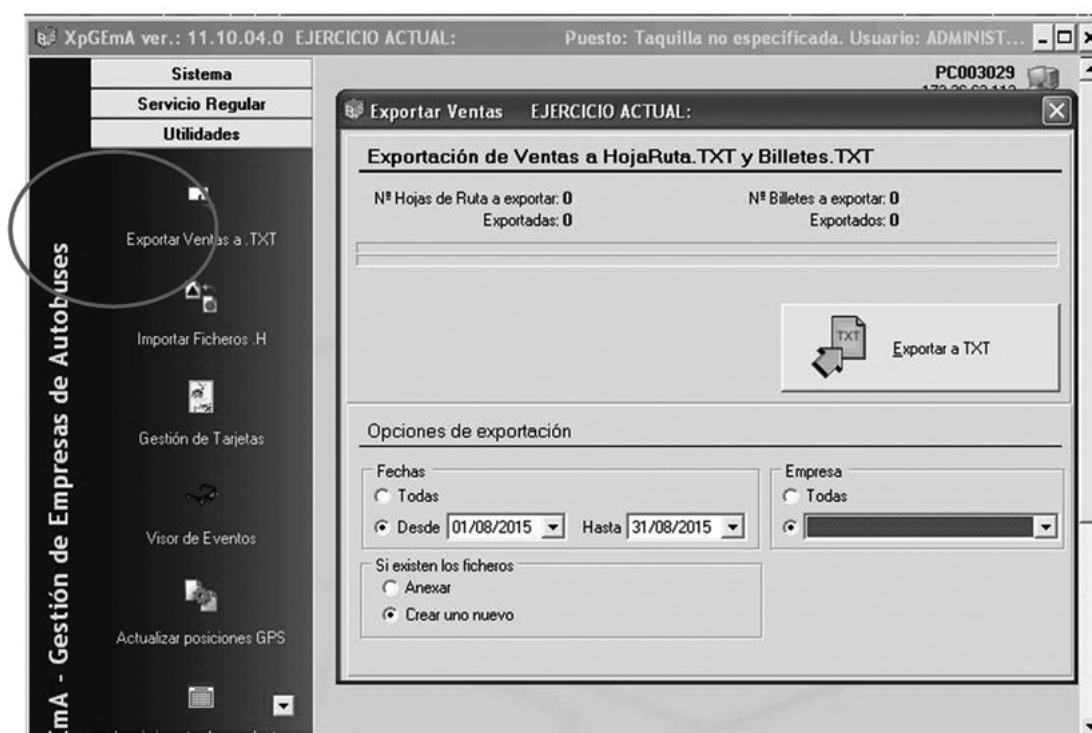 XpGEmA ver.: 11.10.04.0 EJERCICIO ACTUAL: Puesto: Taquilla no especificada. Usuario: ADMINIST...
Sistema
Servicio Regular
Utilidades
Exportar Ventas a .TXT
Importar Ficheros .H
Gestión de Tarjetas
Visor de Eventos
Actualizar posiciones GPS
EmA - Gestión de Empresas de Autobuses
PC003029
Exportar Ventas EJERCICIO ACTUAL:
Exportación de Ventas a HojaRuta.TXT y Billetes.TXT
Nº Hojas de Ruta a exportar: 0 Nº Billetes a exportar: 0
Exportadas: 0 Exportados: 0
TXT
Exportar a TXT
Opciones de exportación
Fechas
Todas
Desde 01/08/2015 Hasta 31/08/2015
Empresa
Todas
Si existen los ficheros
Anexar
Crear uno nuevo